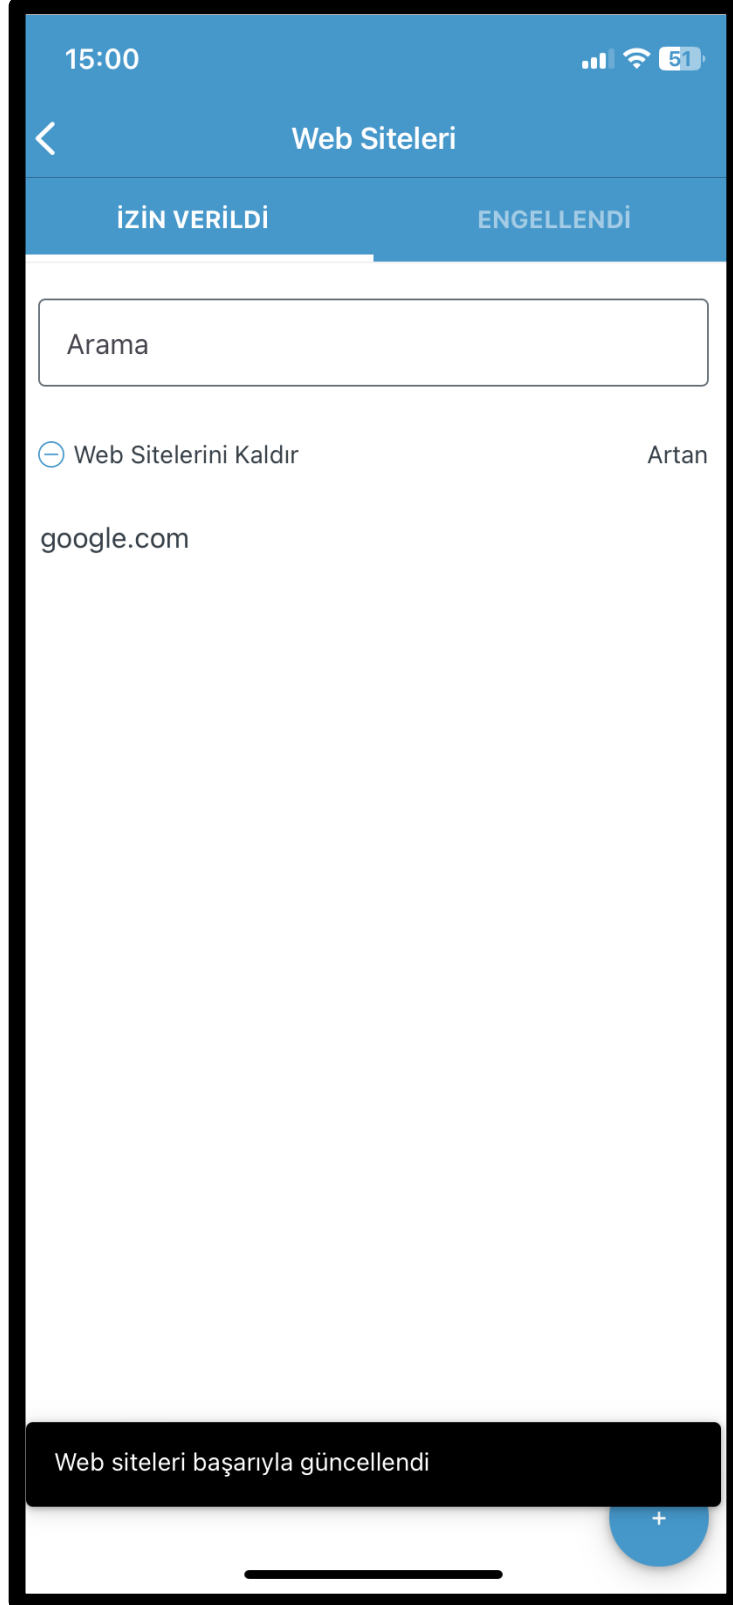 15:00
51
Web Siteleri
İZİN VERİLDİ
ENGELLENDİ
Arama
Web Sitelerini Kaldır
Artan
google.com
Web siteleri başarıyla güncellendi
+